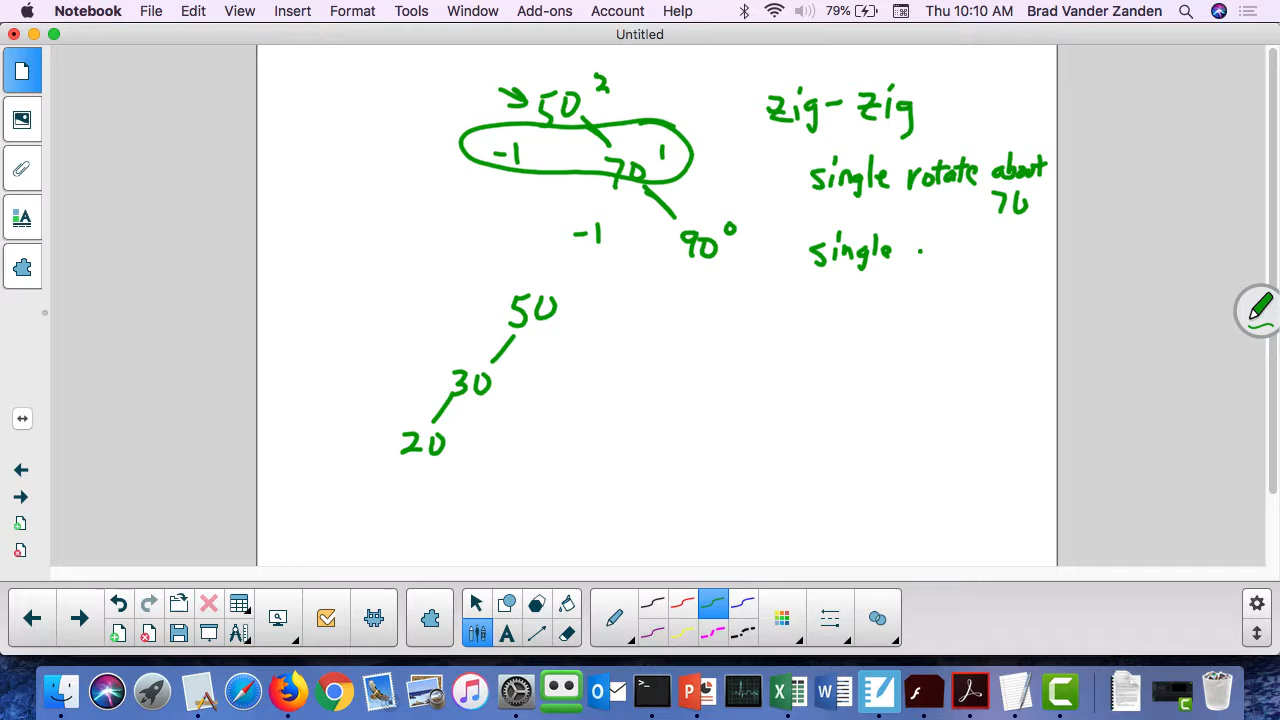 Notebook File Edit View Insert Format Tools Window Add-ons Account Help 79% Thu 10:10 AM Brad Vander Zanden
Untitled
→ 50 2
-1 70 1
-1 90 0
zig-zig
single rotate about
70
single
50
30
20